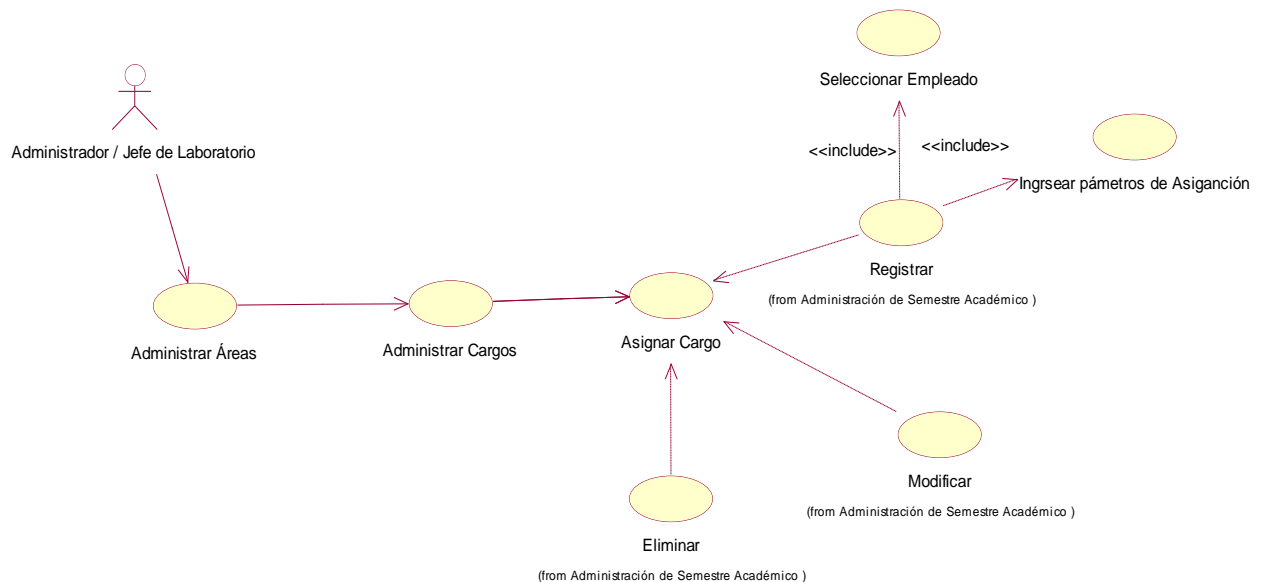 Seleccionar Empleado
Administrador / Jefe de Laboratorio
<<include>>
<<include>>
Ingrsear pámetros de Asiganción
Registrar
(from Administración de Semestre Académico )
Administrar Áreas
Administrar Cargos
Asignar Cargo
Modificar
(from Administración de Semestre Académico )
Eliminar
(from Administración de Semestre Académico )